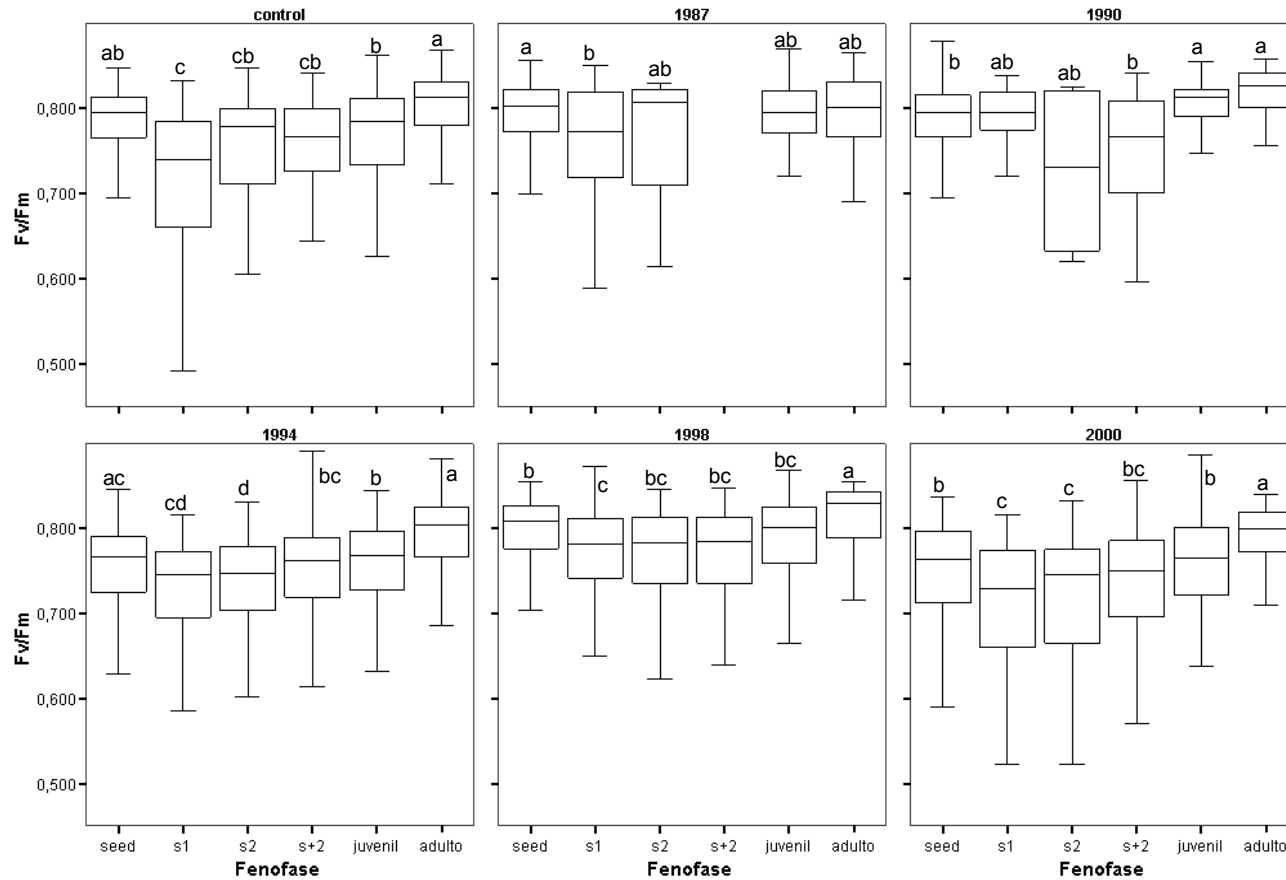 control
1987
1990
ab
c
cb
cb
b
a
a
b
ab
ab
ab
b
ab
ab
b
a
a
0,800
0,700
0,600
0,500
Fv/Fm
1994
1998
2000
ac
cd
d
bc
b
a
b
c
bc
bc
bc
a
b
c
c
bc
b
a
0,800
0,700
0,600
0,500
Fv/Fm
seed s1 s2 s+2 juvenil adulto
seed s1 s2 s+2 juvenil adulto
seed s1 s2 s+2 juvenil adulto
Fenofase
Fenofase
Fenofase